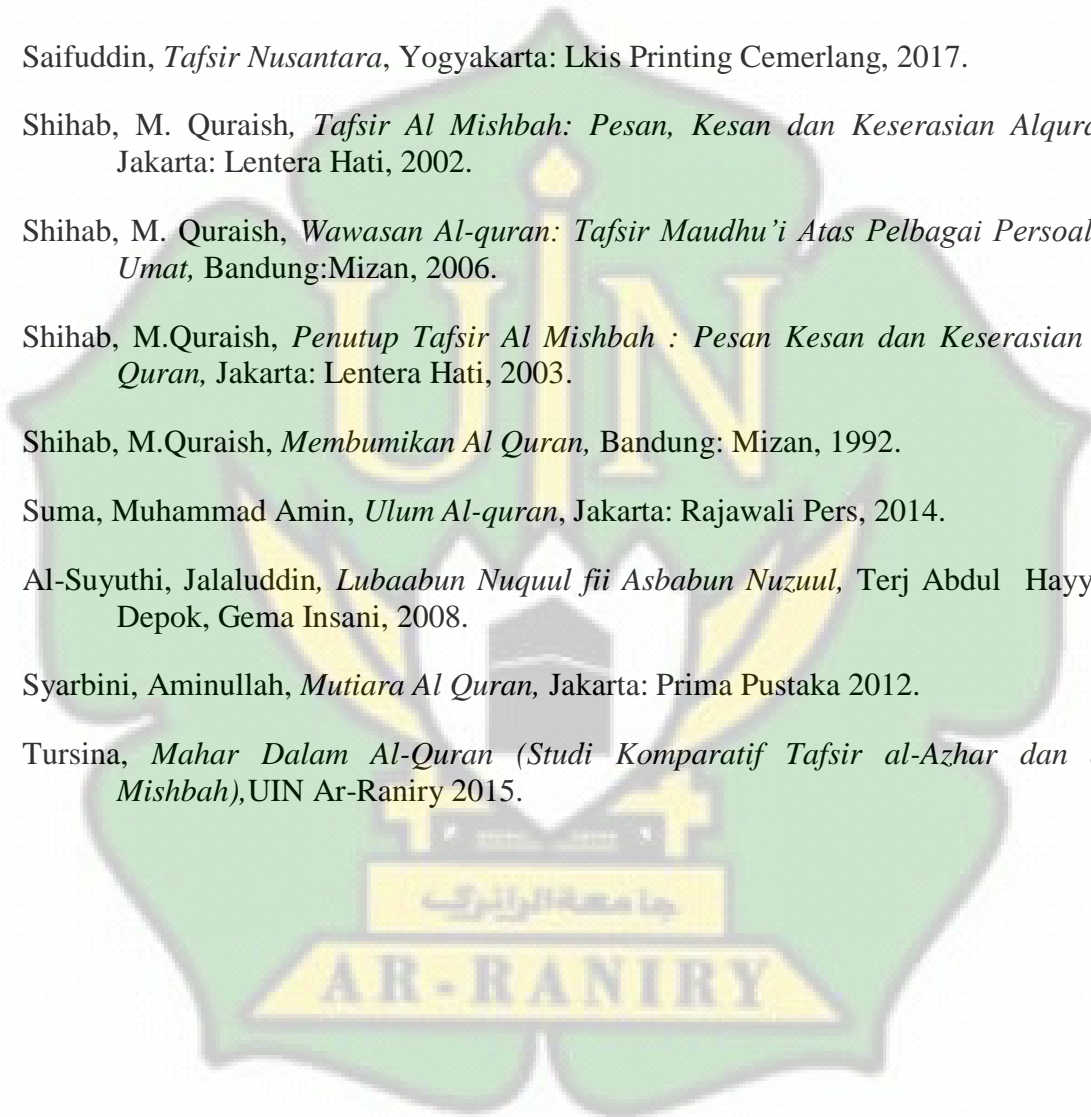 Saifuddin, Tafsir Nusantara, Yogyakarta: Lkis Printing Cemerlang, 2017.
Shihab, M. Quraish, Tafsir Al Mishbah: Pesan, Kesan dan Keserasian
Jakarta: Lentera Hati, 2002.
Shihab, M. Quraish, Wawasan Al-quran: Tafsir Maudhu’i Atas Pelbagai
Umat, Bandung:Mizan, 2006.
Shihab, M.Quraish, Penutup Tafsir Al Mishbah : Pesan Kesan dan Keserasian
Quran, Jakarta: Lentera Hati, 2003.
Shihab, M.Quraish, Membumikan Al Quran, Bandung: Mizan, 1992.
Suma, Muhammad Amin, Ulum Al-quran, Jakarta: Rajawali Pers, 2014.
Al-Suyuthi, Jalaluddin, Lubaabun Nuquul fii Asbabun Nuzuul, Terj Abdul
Depok, Gema Insani, 2008.
Syarbini, Aminullah, Mutiara Al Quran, Jakarta: Prima Pustaka 2012.
Tursina, Mahar Dalam Al-Quran (Studi Komparatif Tafsir al-Azhar dan
Mishbah),UIN Ar-Raniry 2015.
UIN
جامعة الرانري
AR-RANIRY